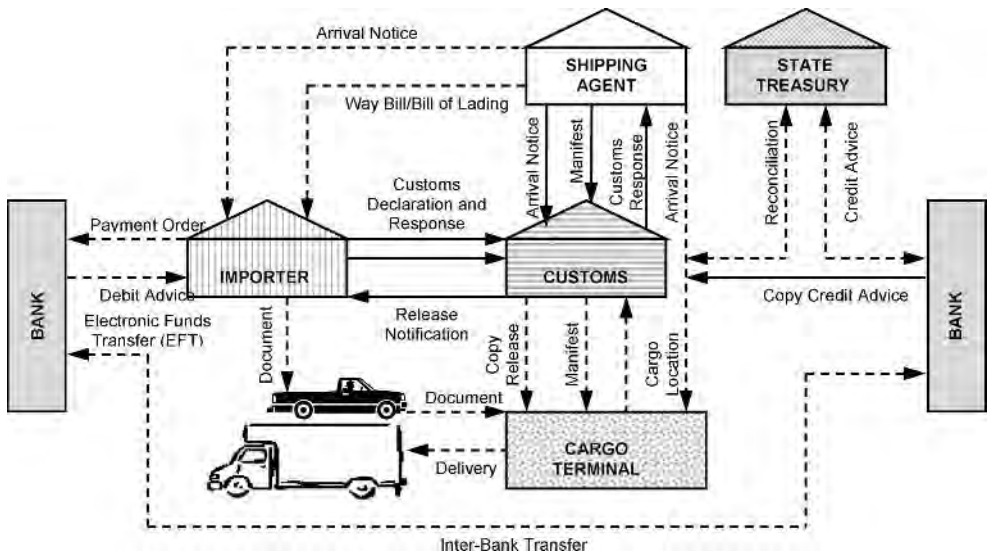 Arrival Notice
SHIPPING
AGENT
STATE
TREASURY
Way Bill/Bill of Lading
Arrival Notice
Manifest
Customs
Response
Arrival Notice
Reconciliation
Credit Advice
Customs
Declaration and
Response
Payment Order
IMPORTER
CUSTOMS
BANK
Debit Advice
Electronic Funds
Transfer (EFT)
Release
Notification
Copy Credit Advice
BANK
Document
Copy
Release
Manifest
Cargo
Location
Document
CARGO
TERMINAL
Delivery
Inter-Bank Transfer